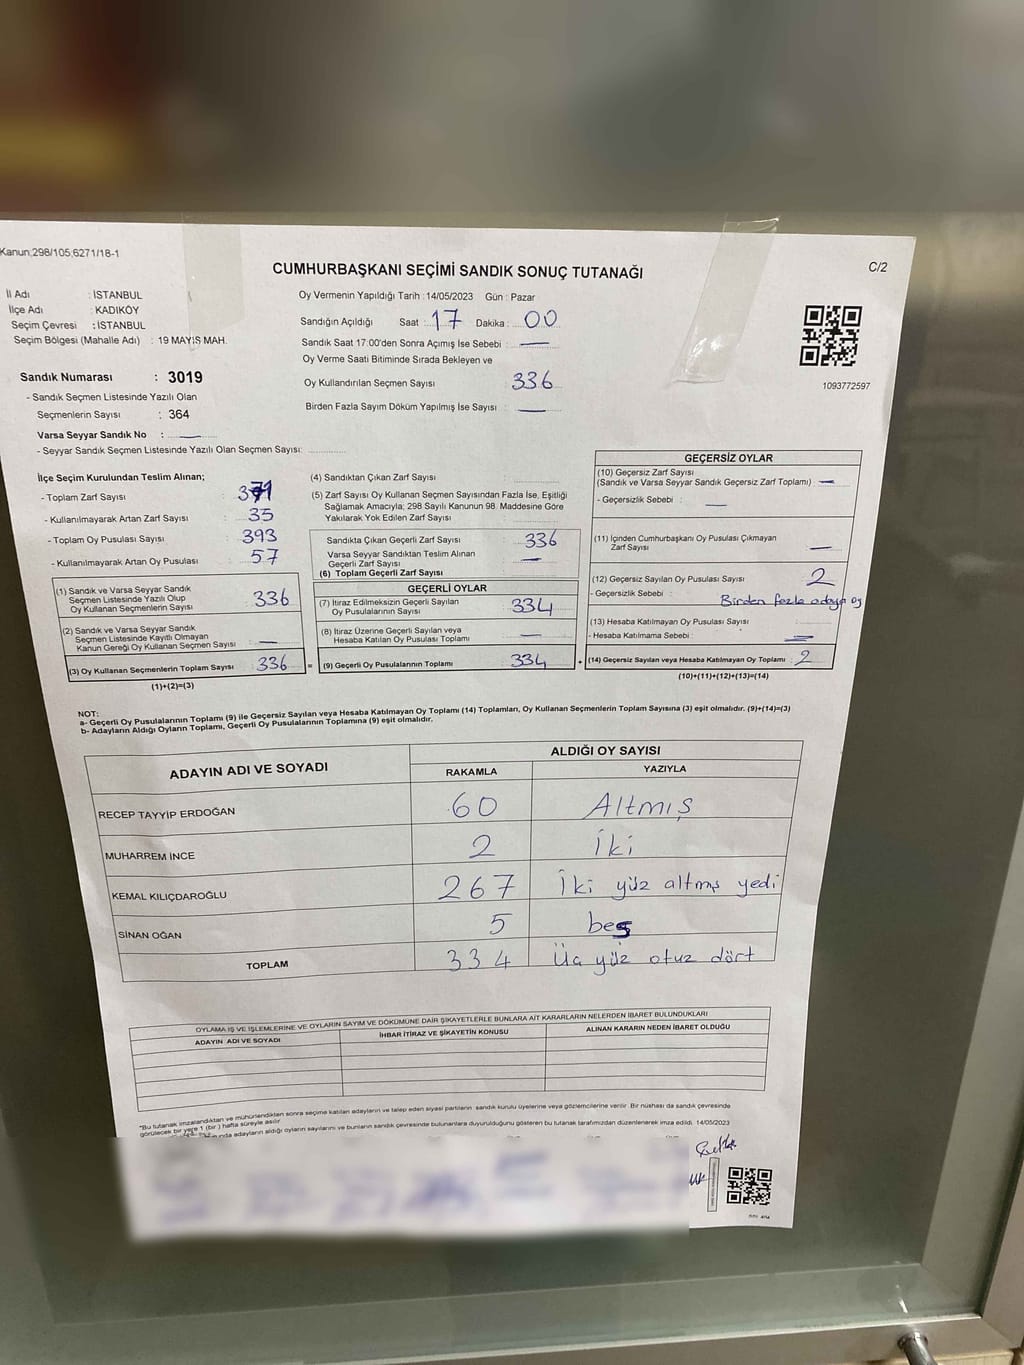 Kanun;298/105,6271/18-1
CUMHURBAŞKANI SEÇİMİ SANDIK SONUÇ TUTANAĞI
C/2
İl Adı : İSTANBUL
İlçe Adı : KADIKÖY
Seçim Çevresi : İSTANBUL
Seçim Bölgesi (Mahalle Adı) : 19 MAYIS MAH.
Sandık Numarası : 3019
- Sandık Seçmen Listesinde Yazılı Olan
Seçmenlerin Sayısı : 364
Varsa Seyyar Sandık No : —
- Seyyar Sandık Seçmen Listesinde Yazılı Olan Seçmen Sayısı:
Oy Vermenin Yapıldığı Tarih : 14/05/2023 Gün : Pazar
Sandığın Açıldığı Saat : 17 Dakika : 00
Sandık Saat 17:00'den Sonra Açımış İse Sebebi : —
Oy Verme Saati Bitiminde Sırada Bekleyen ve
Oy Kullandırılan Seçmen Sayısı : 336
Birden Fazla Sayım Döküm Yapılmış İse Sayısı : —
1093772597
İlçe Seçim Kurulundan Teslim Alınan;
- Toplam Zarf Sayısı : 371
- Kullanılmayarak Artan Zarf Sayısı : 35
- Toplam Oy Pusulası Sayısı : 393
- Kullanılmayarak Artan Oy Pusulası : 57
(1) Sandık ve Varsa Seyyar Sandık
Seçmen Listesinde Yazılı Olup
Oy Kullanan Seçmenlerin Sayısı : 336
(2) Sandık ve Varsa Seyyar Sandık
Seçmen Listesinde Kayıtlı Olmayan
Kanun Gereği Oy Kullanan Seçmen Sayısı : —
(3) Oy Kullanan Seçmenlerin Toplam Sayısı : 336
(1)+(2)=(3)
(4) Sandıktan Çıkan Zarf Sayısı :
(5) Zarf Sayısı Oy Kullanan Seçmen Sayısından Fazla İse, Eşitliği
Sağlamak Amacıyla; 298 Sayılı Kanunun 98. Maddesine Göre
Yakılarak Yok Edilen Zarf Sayısı :
Sandıkta Çıkan Geçerli Zarf Sayısı : 336
Varsa Seyyar Sandıktan Teslim Alınan
Geçerli Zarf Sayısı : —
(6) Toplam Geçerli Zarf Sayısı
GEÇERLİ OYLAR
(7) İtiraz Edilmeksizin Geçerli Sayılan
Oy Pusulalarının Sayısı : 334
(8) İtiraz Üzerine Geçerli Sayılan veya
Hesaba Katılan Oy Pusulası Toplamı : —
= (9) Geçerli Oy Pusulalarının Toplamı : 334
GEÇERSİZ OYLAR
(10) Geçersiz Zarf Sayısı
(Sandık ve Varsa Seyyar Sandık Geçersiz Zarf Toplamı) : —
- Geçersizlik Sebebi : —
(11) İçinden Cumhurbaşkanı Oy Pusulası Çıkmayan
Zarf Sayısı : —
(12) Geçersiz Sayılan Oy Pusulası Sayısı : 2
- Geçersizlik Sebebi : Birden fazla adaya oy
(13) Hesaba Katılmayan Oy Pusulası Sayısı :
- Hesaba Katılmama Sebebi : —
+ (14) Geçersiz Sayılan veya Hesaba Katılmayan Oy Toplamı : 2
(10)+(11)+(12)+(13)=(14)
NOT:
a- Geçerli Oy Pusulalarının Toplamı (9) ile Geçersiz Sayılan veya Hesaba Katılmayan Oy Toplamı (14) Toplamları, Oy Kullanan Seçmenlerin Toplam Sayısına (3) eşit olmalıdır. (9)+(14)=(3)
b- Adayların Aldığı Oyların Toplamı, Geçerli Oy Pusulalarının Toplamına (9) eşit olmalıdır.
ADAYIN ADI VE SOYADI
ALDIĞI OY SAYISI
RAKAMLA YAZIYLA
RECEP TAYYİP ERDOĞAN 60 Altmış
MUHARREM İNCE 2 İki
KEMAL KILIÇDAROĞLU 267 İki yüz altmış yedi
SİNAN OĞAN 5 beş
TOPLAM 334 Üç yüz otuz dört
OYLAMA İŞ VE İŞLEMLERİNE VE OYLARIN SAYIM VE DÖKÜMÜNE DAİR ŞİKAYETLERLE BUNLARA AİT KARARLARIN NELERDEN İBARET BULUNDUKLARI
ADAYIN ADI VE SOYADI İHBAR İTİRAZ VE ŞİKAYETİN KONUSU ALINAN KARARIN NEDEN İBARET OLDUĞU
*Bu tutanak imzalandıktan ve mühürlendikten sonra seçime katılan adayların ve talep eden siyasi partilerin sandık kurulu üyelerine veya gözlemcilerine verilir. Bir nüshası da sandık çevresinde
görülecek bir yere 1 (bir) hafta süreyle asılır.
adayların aldığı oyların sayılarını ve bunların sandık çevresinde bulunanlara duyurulduğunu gösteren bu tutanak tarafımızdan düzenlenerek imza edildi. 14/05/2023